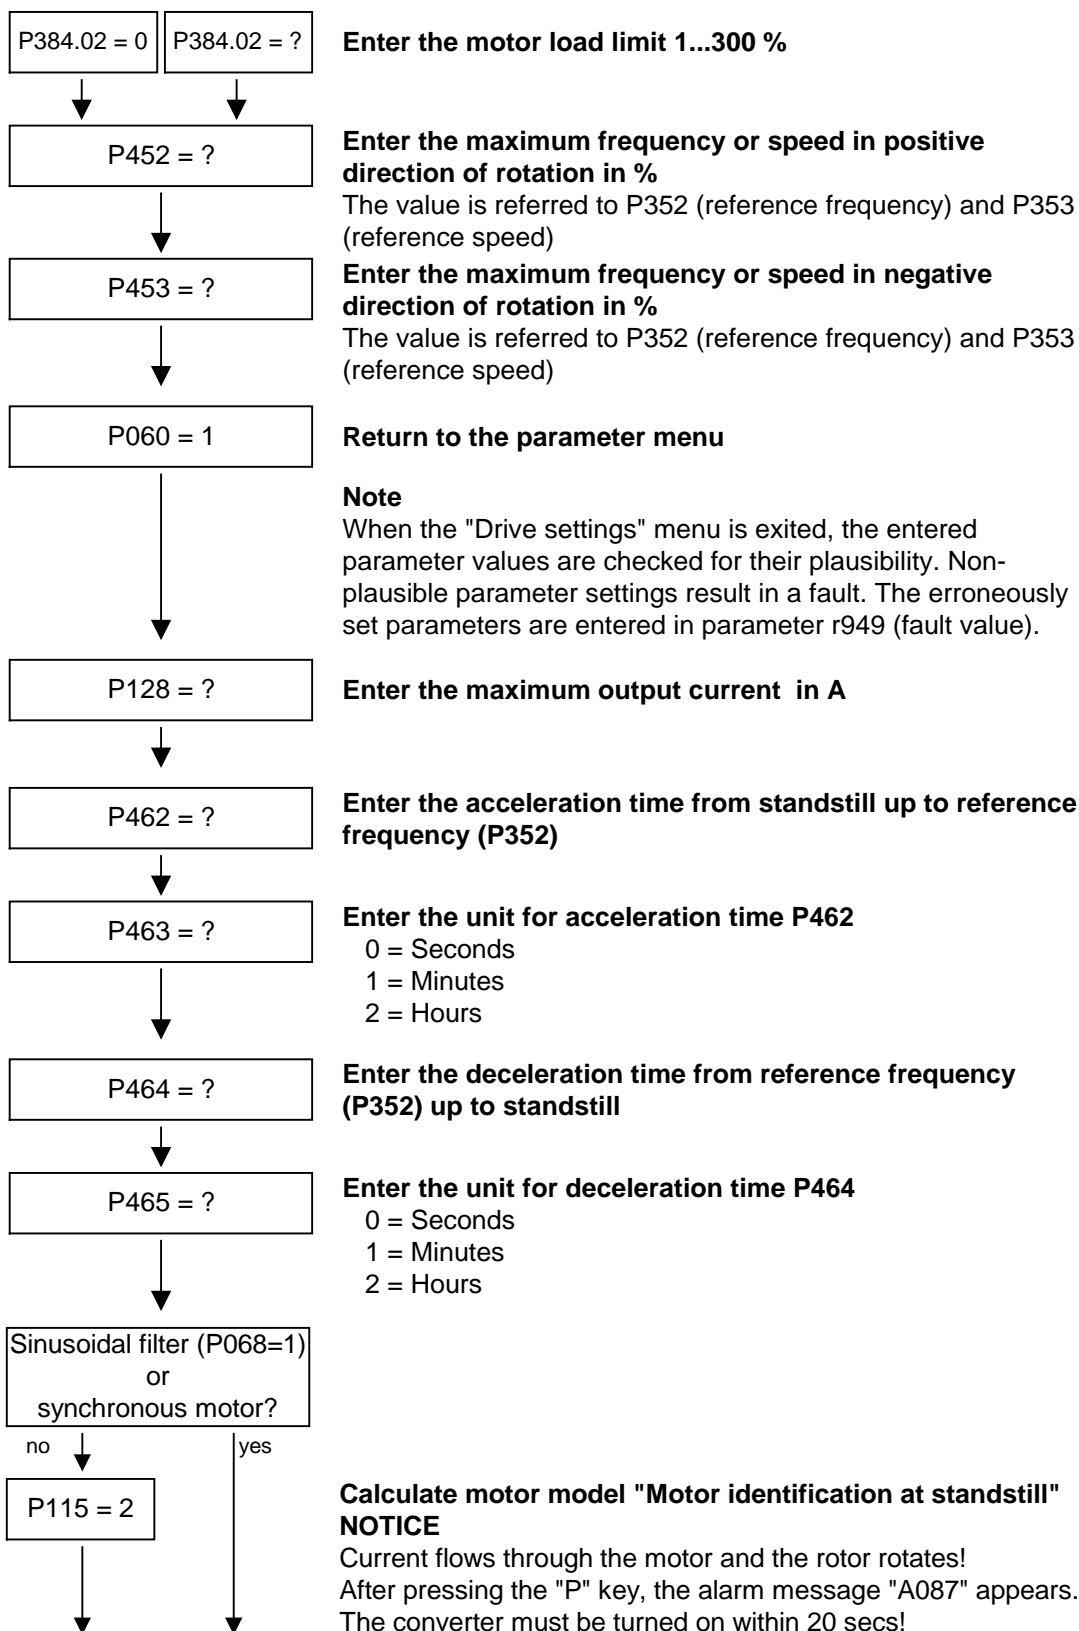 P384.02 = 0
P384.02 = ?
Enter the motor load limit 1...300 %
P452 = ?
Enter the maximum frequency or speed in positive
direction of rotation in %
The value is referred to P352 (reference frequency) and P353
(reference speed)
P453 = ?
Enter the maximum frequency or speed in negative
direction of rotation in %
The value is referred to P352 (reference frequency) and P353
(reference speed)
P060 = 1
Return to the parameter menu
Note
When the "Drive settings" menu is exited, the entered
parameter values are checked for their plausibility. Non-
plausible parameter settings result in a fault. The erroneously
set parameters are entered in parameter r949 (fault value).
P128 = ?
Enter the maximum output current  in A
P462 = ?
Enter the acceleration time from standstill up to reference
frequency (P352)
P463 = ?
Enter the unit for acceleration time P462
0 = Seconds
1 = Minutes
2 = Hours
P464 = ?
Enter the deceleration time from reference frequency
(P352) up to standstill
P465 = ?
Enter the unit for deceleration time P464
0 = Seconds
1 = Minutes
2 = Hours
Sinusoidal filter (P068=1)
or
synchronous motor?
no
yes
P115 = 2
Calculate motor model "Motor identification at standstill"
NOTICE
Current flows through the motor and the rotor rotates!
After pressing the "P" key, the alarm message "A087" appears.
The converter must be turned on within 20 secs!